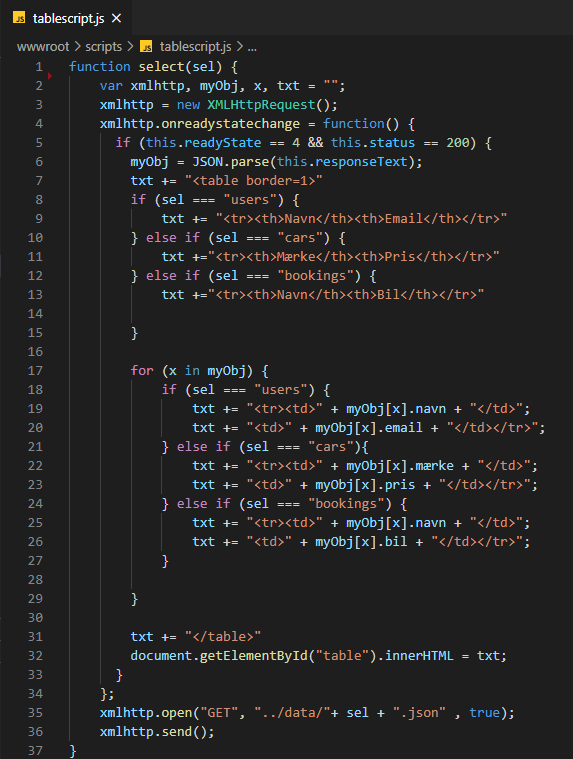 JS tablescript.js ×
wwwroot > scripts > JS tablescript.js > ...
1 function select(sel) {
2 var xmlhttp, myObj, x, txt = "";
3 xmlhttp = new XMLHttpRequest();
4 xmlhttp.onreadystatechange = function() {
5 if (this.readyState == 4 && this.status == 200) {
6 myObj = JSON.parse(this.responseText);
7 txt += "<table border=1>"
8 if (sel === "users") {
9 txt += "<tr><th>Navn</th><th>Email</th></tr>"
10 } else if (sel === "cars") {
11 txt +="<tr><th>Mærke</th><th>Pris</th></tr>"
12 } else if (sel === "bookings") {
13 txt +="<tr><th>Navn</th><th>Bil</th></tr>"
14
15 }
16
17 for (x in myObj) {
18 if (sel === "users") {
19 txt += "<tr><td>" + myObj[x].navn + "</td>";
20 txt += "<td>" + myObj[x].email + "</td></tr>";
21 } else if (sel === "cars"){
22 txt += "<tr><td>" + myObj[x].mærke + "</td>";
23 txt += "<td>" + myObj[x].pris + "</td></tr>";
24 } else if (sel === "bookings") {
25 txt += "<tr><td>" + myObj[x].navn + "</td>";
26 txt += "<td>" + myObj[x].bil + "</td></tr>";
27 }
28
29 }
30
31 txt += "</table>"
32 document.getElementById("table").innerHTML = txt;
33 }
34 };
35 xmlhttp.open("GET", "../data/"+ sel + ".json" , true);
36 xmlhttp.send();
37 }